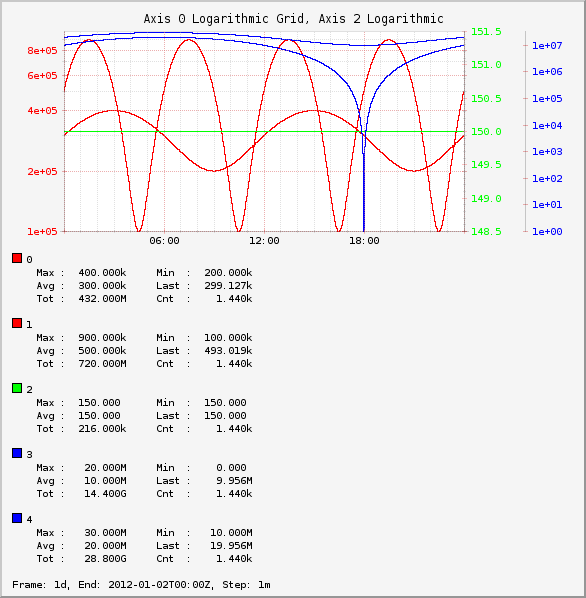 Axis 0 Logarithmic Grid, Axis 2 Logarithmic
8e+05
6e+05
4e+05
2e+05
1e+05
151.5
151.0
150.5
150.0
149.5
149.0
148.5
1e+07
1e+06
1e+05
1e+04
1e+03
1e+02
1e+01
1e+00
06:00 12:00 18:00
0
Max : 400.000k Min : 200.000k
Avg : 300.000k Last : 299.127k
Tot : 432.000M Cnt : 1.440k
1
Max : 900.000k Min : 100.000k
Avg : 500.000k Last : 493.019k
Tot : 720.000M Cnt : 1.440k
2
Max : 150.000 Min : 150.000
Avg : 150.000 Last : 150.000
Tot : 216.000k Cnt : 1.440k
3
Max : 20.000M Min : 0.000
Avg : 10.000M Last : 9.956M
Tot : 14.400G Cnt : 1.440k
4
Max : 30.000M Min : 10.000M
Avg : 20.000M Last : 19.956M
Tot : 28.800G Cnt : 1.440k
Frame: 1d, End: 2012-01-02T00:00Z, Step: 1m